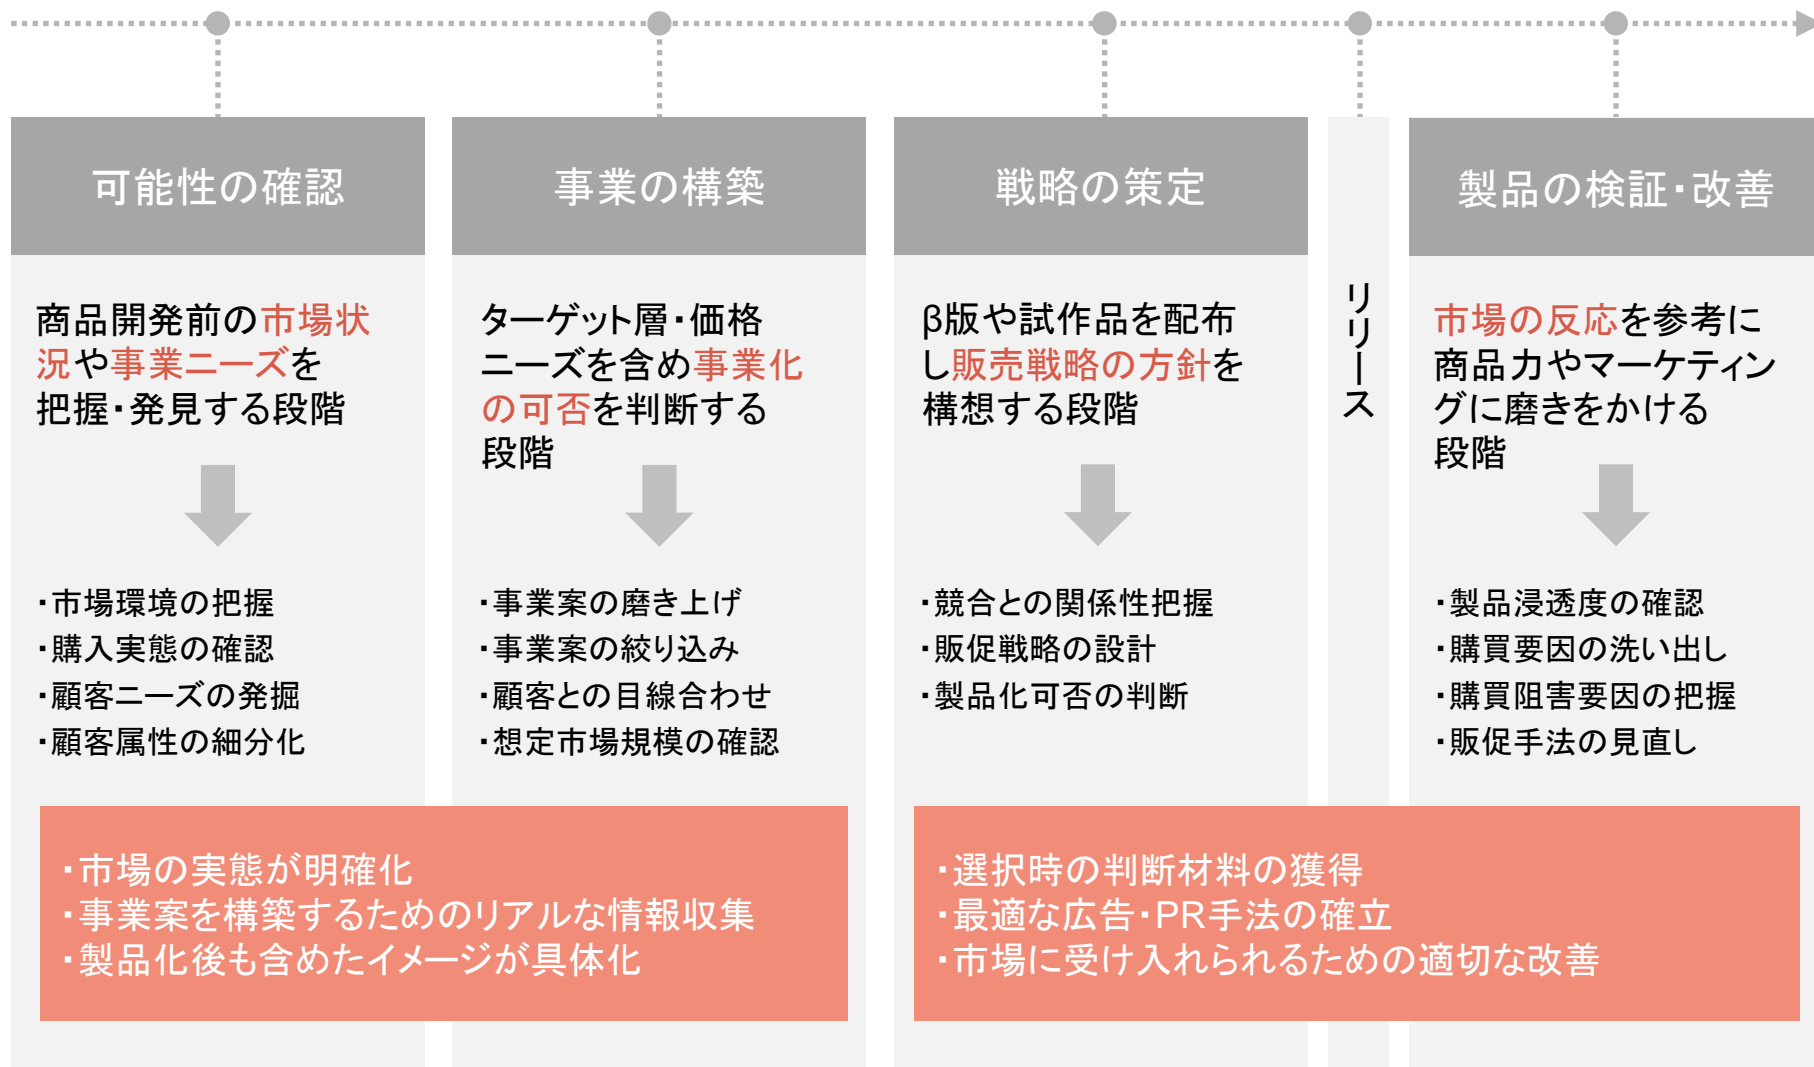 可能性の確認
商品開発前の市場状
況や事業ニーズを
把握・発見する段階
・市場環境の把握
・購入実態の確認
・顧客ニーズの発掘
・顧客属性の細分化
事業の構築
ターゲット層・価格
ニーズを含め事業化
の可否を判断する
段階
・事業案の磨き上げ
・事業案の絞り込み
・顧客との目線合わせ
・想定市場規模の確認
・市場の実態が明確化
・事業案を構築するためのリアルな情報収集
・製品化後も含めたイメージが具体化
戦略の策定
β版や試作品を配布
し販売戦略の方針を
構想する段階
・競合との関係性把握
・販促戦略の設計
・製品化可否の判断
リリース
製品の検証・改善
市場の反応を参考に
商品力やマーケティン
グに磨きをかける
段階
・製品浸透度の確認
・購買要因の洗い出し
・購買阻害要因の把握
・販促手法の見直し
・選択時の判断材料の獲得
・最適な広告・PR手法の確立
・市場に受け入れられるための適切な改善